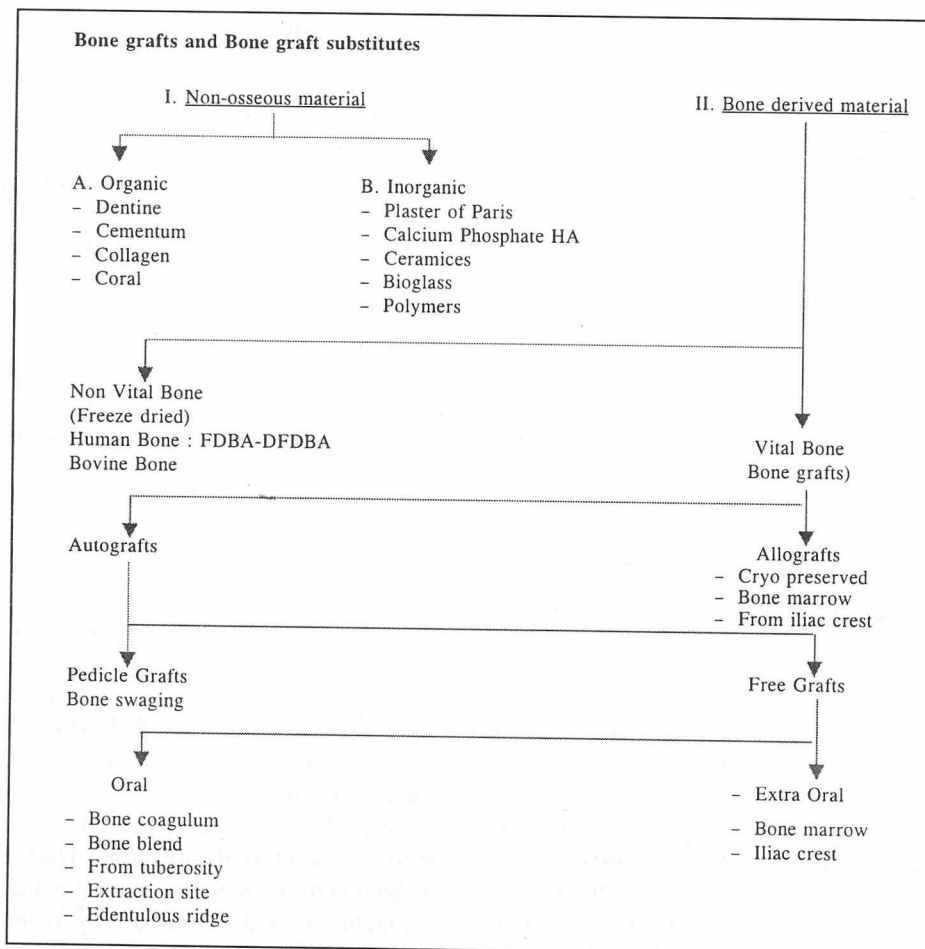 Bone grafts and Bone graft substitutes
I. Non-osseous material
II. Bone derived material
A. Organic
– Dentine
– Cementum
– Collagen
– Coral
B. Inorganic
– Plaster of Paris
– Calcium Phosphate HA
– Ceramices
– Bioglass
– Polymers
Non Vital Bone
(Freeze dried)
Human Bone : FDBA-DFDBA
Bovine Bone
Vital Bone
Bone grafts)
Autografts
Allografts
– Cryo preserved
– Bone marrow
– From iliac crest
Pedicle Grafts
Bone swaging
Free Grafts
Oral
– Bone coagulum
– Bone blend
– From tuberosity
– Extraction site
– Edentulous ridge
– Extra Oral
– Bone marrow
– Iliac crest